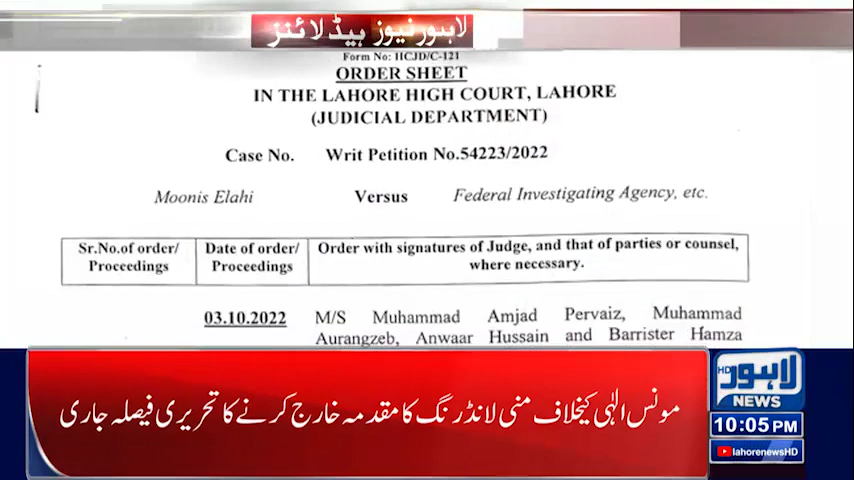 لاہور نیوز ہیڈ لائنز
Form No: HCJD/C-121
ORDER SHEET
IN THE LAHORE HIGH COURT, LAHORE
(JUDICIAL DEPARTMENT)
Case No. Writ Petition No.54223/2022
Moonis Elahi Versus Federal Investigating Agency, etc.
Sr.No.of order/ Proceedings
Date of order/ Proceedings
Order with signatures of Judge, and that of parties or counsel, where necessary.
03.10.2022 M/S Muhammad Amjad Pervaiz, Muhammad
Aurangzeb, Anwaar Hussain and Barrister Hamza
مونس الٰہی کیخلاف منی لانڈرنگ کا مقدمہ خارج کرنے کا تحریری فیصلہ جاری
لاہور HD
NEWS
10:05 PM
lahorenewsHD